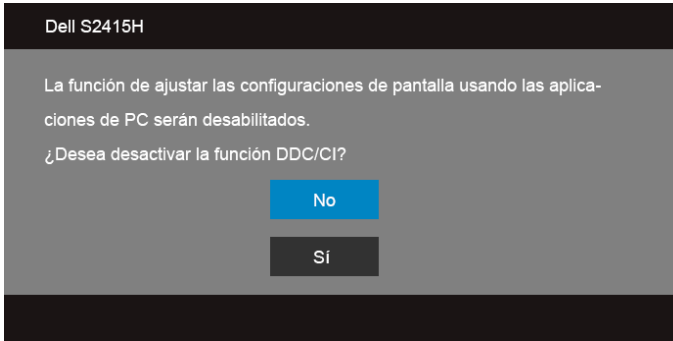 Dell S2415H
La función de ajustar las configuraciones de pantalla usando las aplica-
ciones de PC serán desabilitados.
¿Desea desactivar la función DDC/CI?
No
Sí